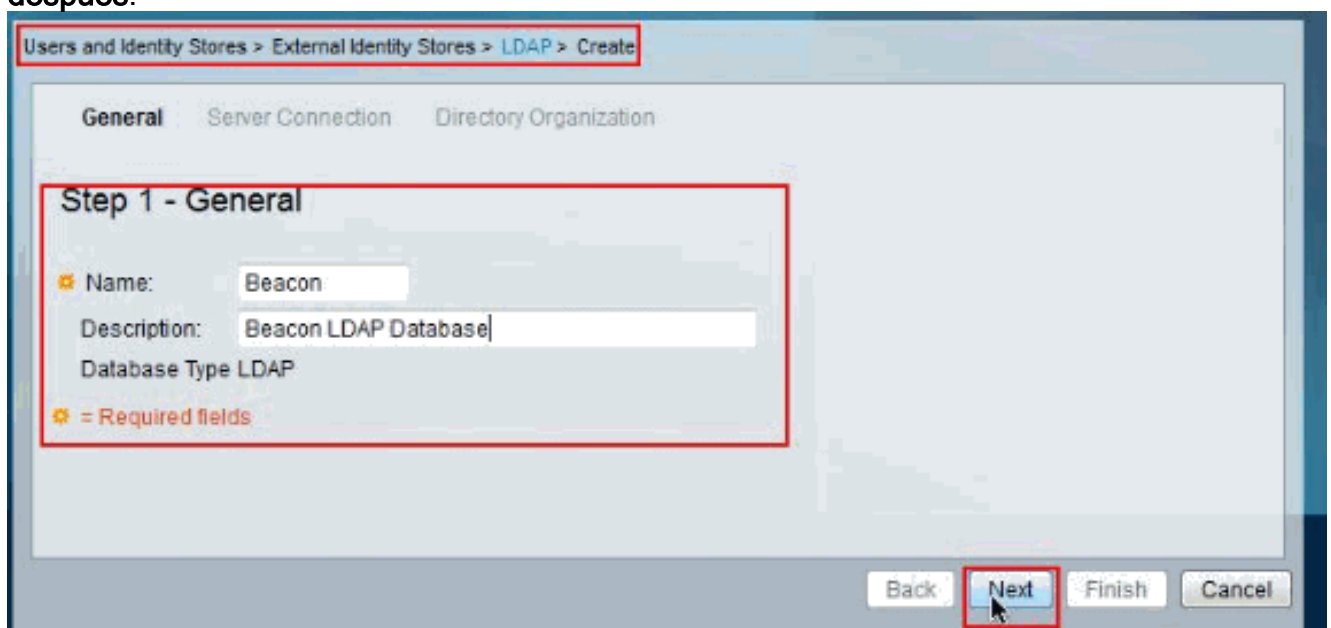 después.
Users and Identity Stores > External Identity Stores > LDAP > Create
General Server Connection Directory Organization
Step 1 - General
Name: Beacon
Description: Beacon LDAP Database
Database Type LDAP
= Required fields
Back Next Finish Cancel